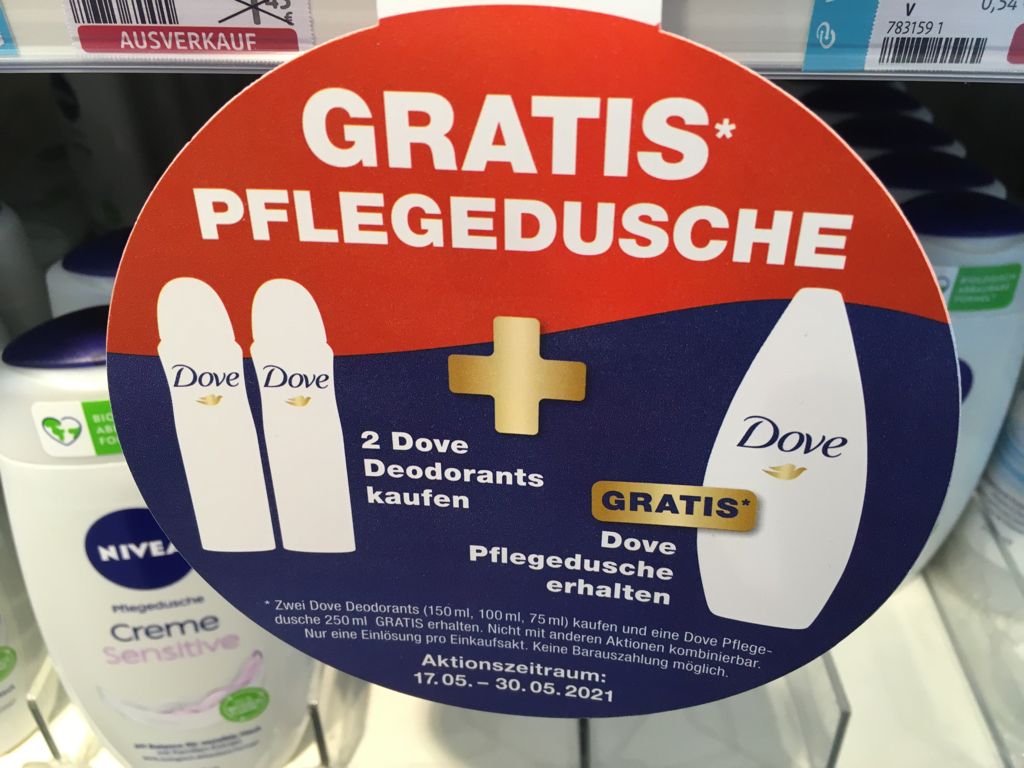 AUSVERKAUF
V
0,54
783159 1
GRATIS*
PFLEGEDUSCHE
Dove
Dove
Dove
2 Dove
Deodorants
kaufen
GRATIS*
Dove
Pflegedusche
erhalten
* Zwei Dove Deodorants (150 ml, 100 ml, 75 ml) kaufen und eine Dove Pflege-
dusche 250 ml GRATIS erhalten. Nicht mit anderen Aktionen kombinierbar.
Nur eine Einlösung pro Einkaufsakt. Keine Barauszahlung möglich.
Aktionszeitraum:
17.05. – 30.05.2021
NIVEA
Pflegedusche
Creme
Sensitive